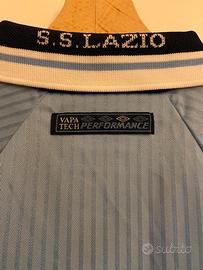 S.S.LAZIO
VAPA
TECH PERFORMANCE
subito